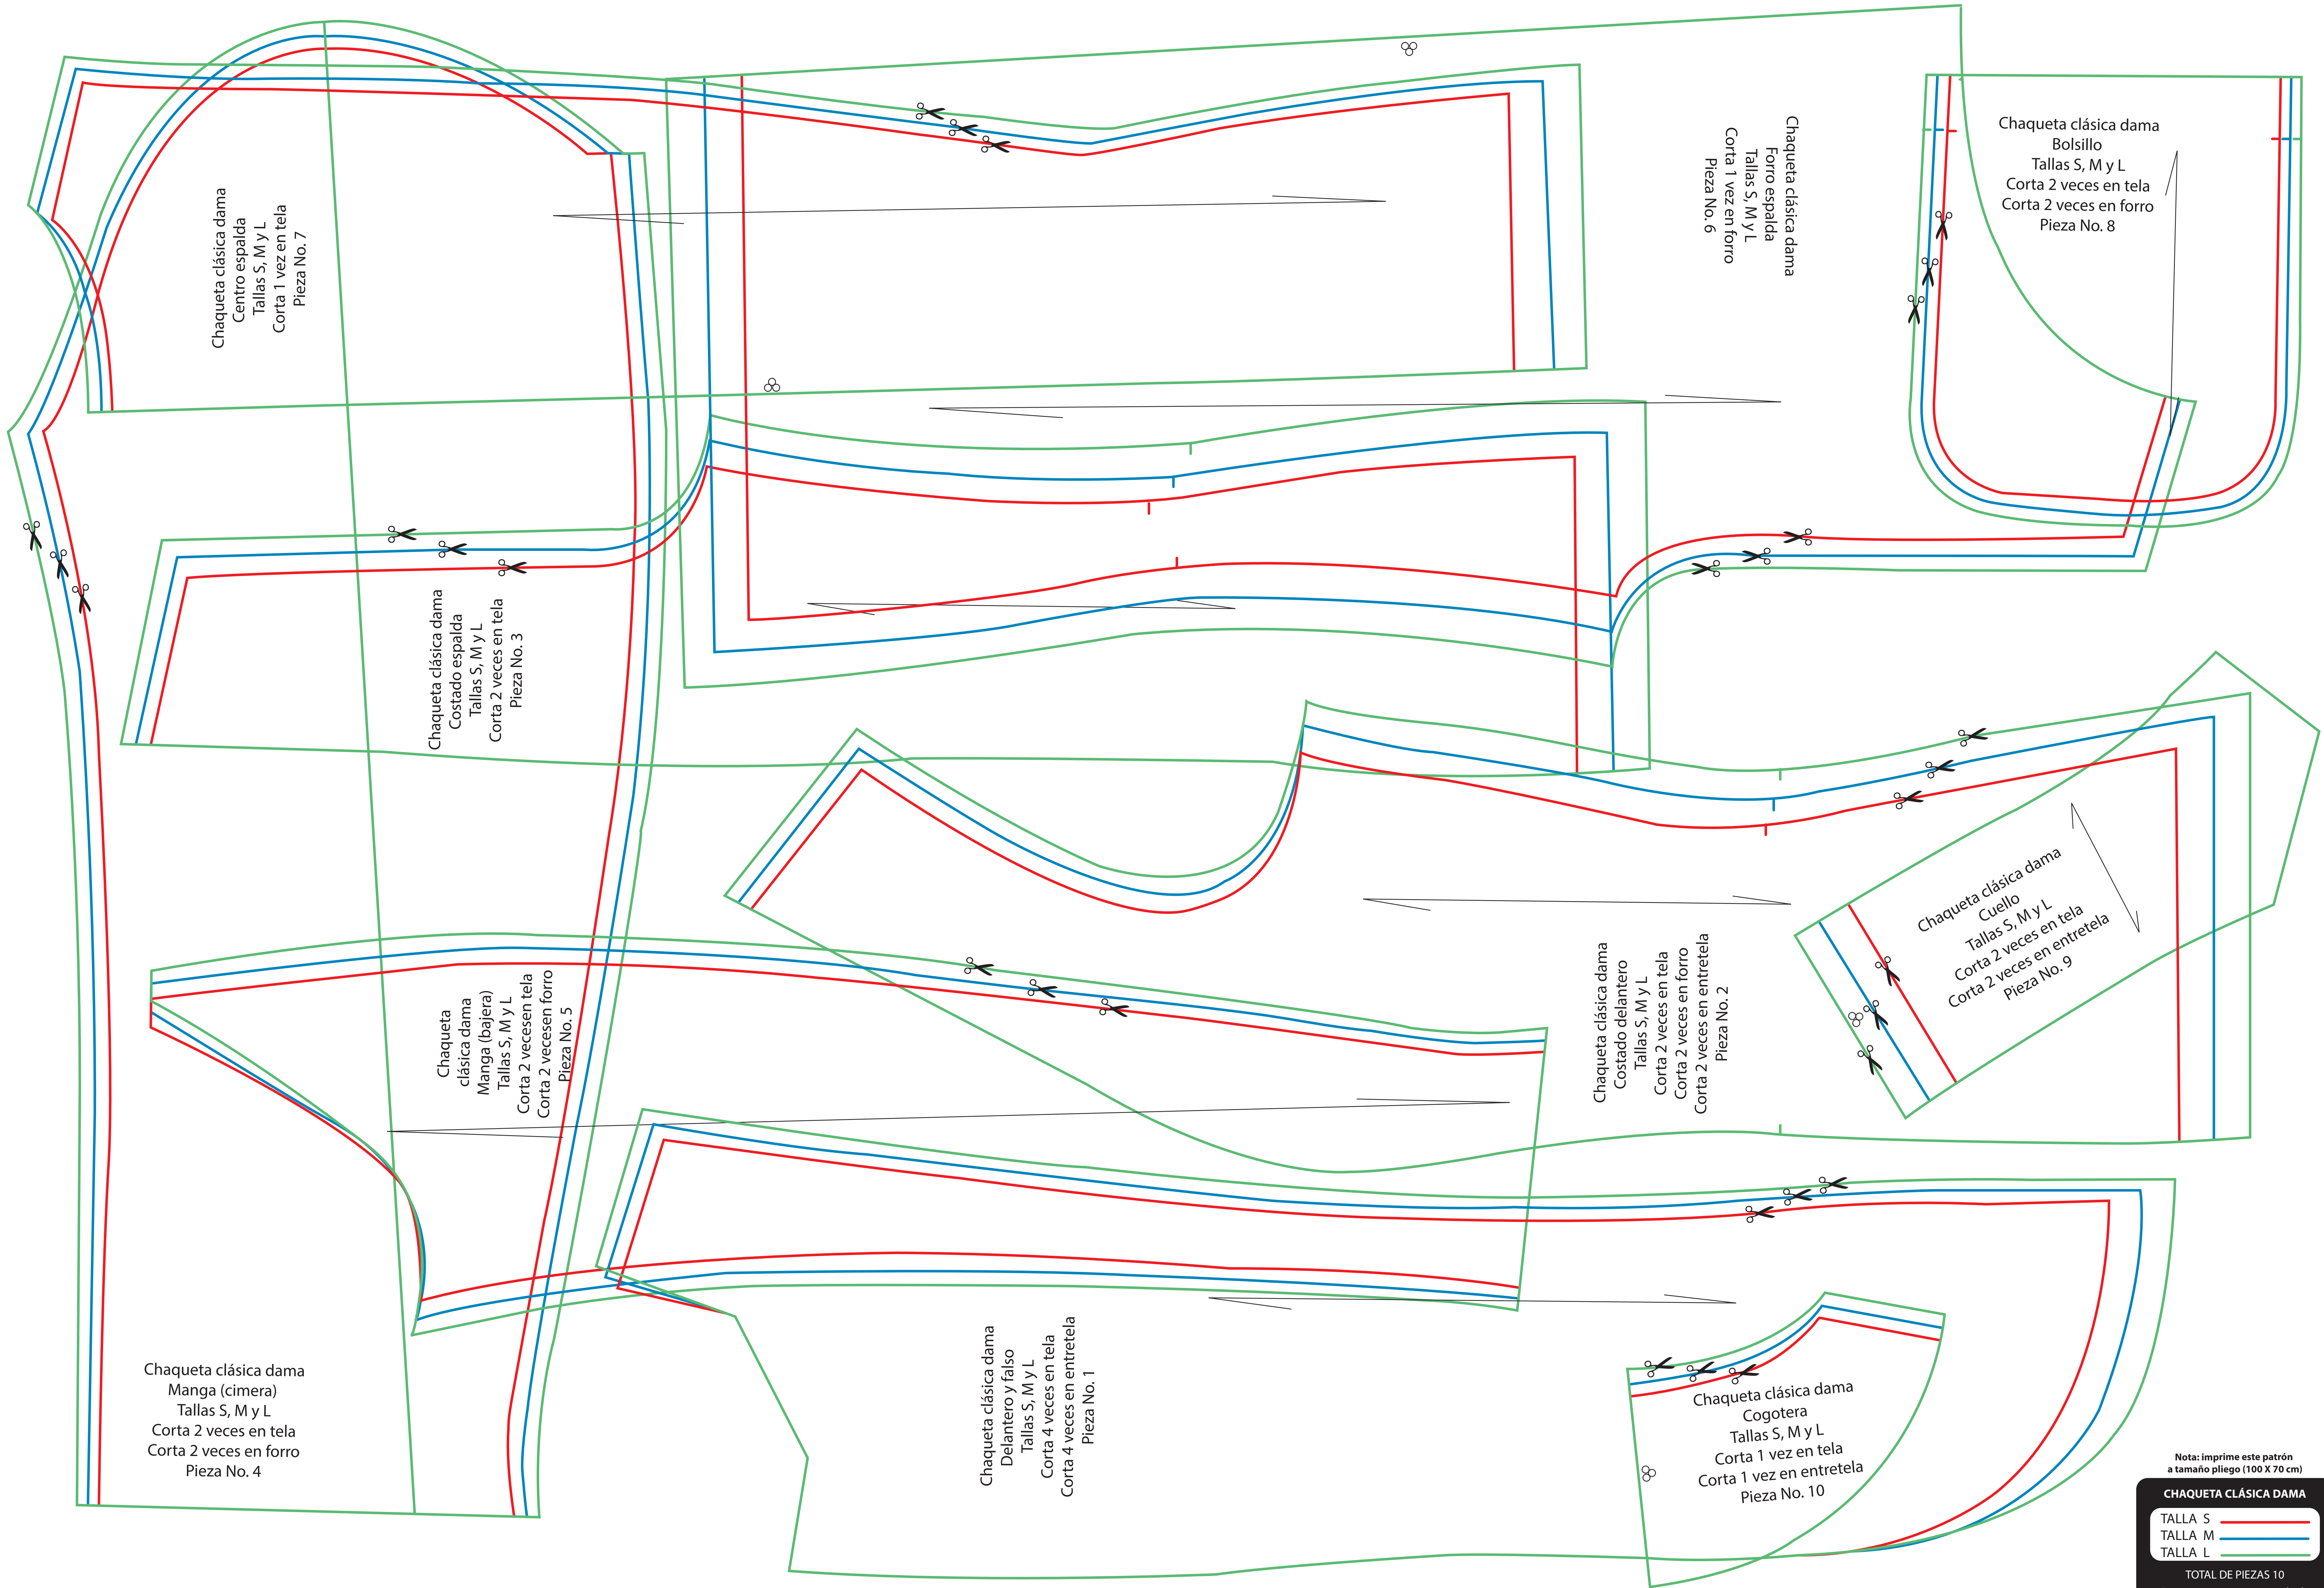 Chaqueta clásica dama
Centro espalda
Tallas S, M y L
Corta 1 vez en tela
Pieza No. 7
Chaqueta clásica dama
Forro espalda
Tallas S, M y L
Corta 1 vez en forro
Pieza No. 6
Chaqueta clásica dama
Bolsillo
Tallas S, M y L
Corta 2 veces en tela
Corta 2 veces en forro
Pieza No. 8
Chaqueta clásica dama
Costado espalda
Tallas S, M y L
Corta 2 veces en tela
Pieza No. 3
Chaqueta
clásica dama
Manga (bajera)
Tallas S, M y L
Corta 2 vecesen tela
Corta 2 vecesen forro
Pieza No. 5
Chaqueta clásica dama
Costado delantero
Tallas S, M y L
Corta 2 veces en tela
Corta 2 veces en forro
Corta 2 veces en entretela
Pieza No. 2
Chaqueta clásica dama
Cuello
Tallas S, M y L
Corta 2 veces en tela
Corta 2 veces en entretela
Pieza No. 9
Chaqueta clásica dama
Manga (cimera)
Tallas S, M y L
Corta 2 veces en tela
Corta 2 veces en forro
Pieza No. 4
Chaqueta clásica dama
Delantero y falso
Tallas S, M y L
Corta 4 veces en tela
Corta 4 veces en entretela
Pieza No. 1
Chaqueta clásica dama
Cogotera
Tallas S, M y L
Corta 1 vez en tela
Corta 1 vez en entretela
Pieza No. 10
Nota: imprime este patrón
a tamaño pliego (100 X 70 cm)
CHAQUETA CLÁSICA DAMA
TALLA S
TALLA M
TALLA L
TOTAL DE PIEZAS 10